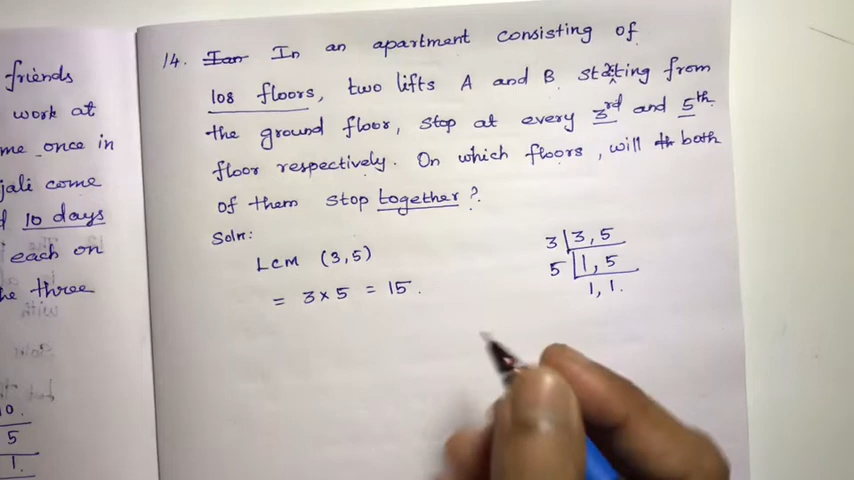 friends
work at
me once in
jali come
10 days
each on
he three
10.
5
1.
14. In an apartment consisting of
108 floors, two lifts A and B starting from
the ground floor, stop at every 3rd and 5th
floor respectively. On which floors, will both
of them stop together?
Soln:
LCM (3,5)
= 3 × 5 = 15.
3 | 3, 5
5 | 1, 5
1, 1.